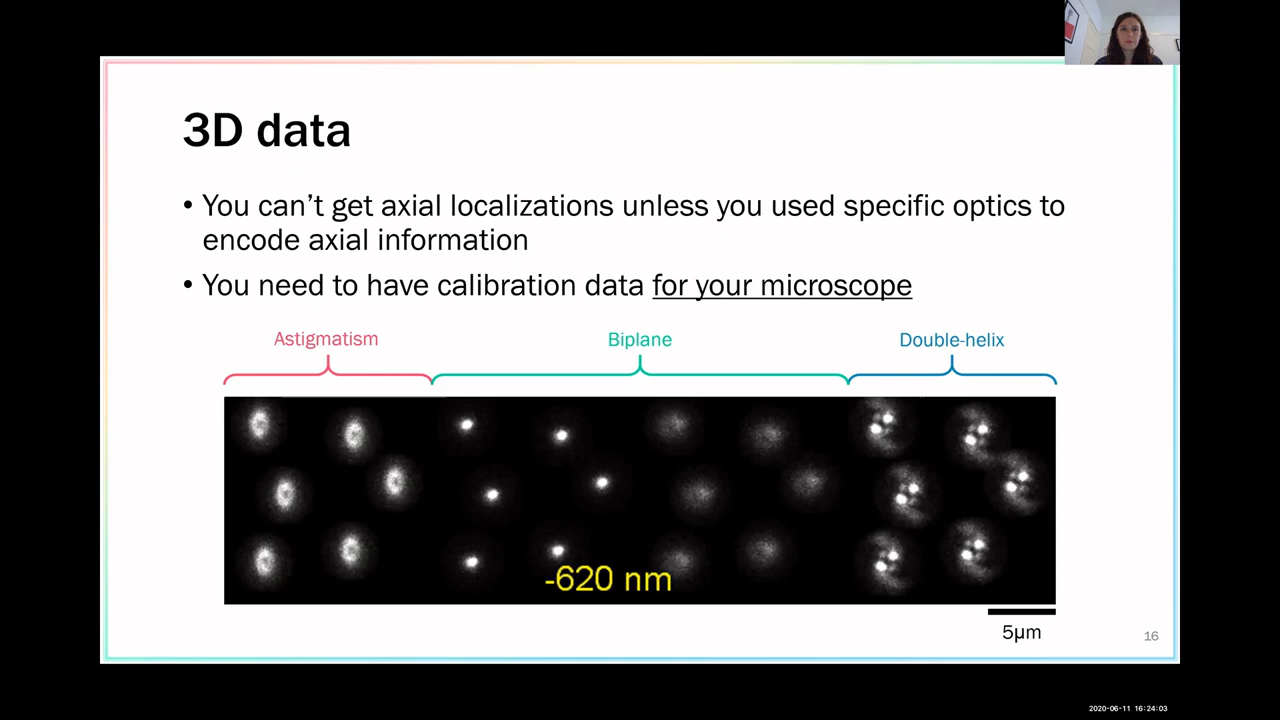 3D data
• You can’t get axial localizations unless you used specific optics to
encode axial information
• You need to have calibration data for your microscope
Astigmatism
Biplane
Double-helix
-620 nm
5µm
16
2020-06-11 16:24:03